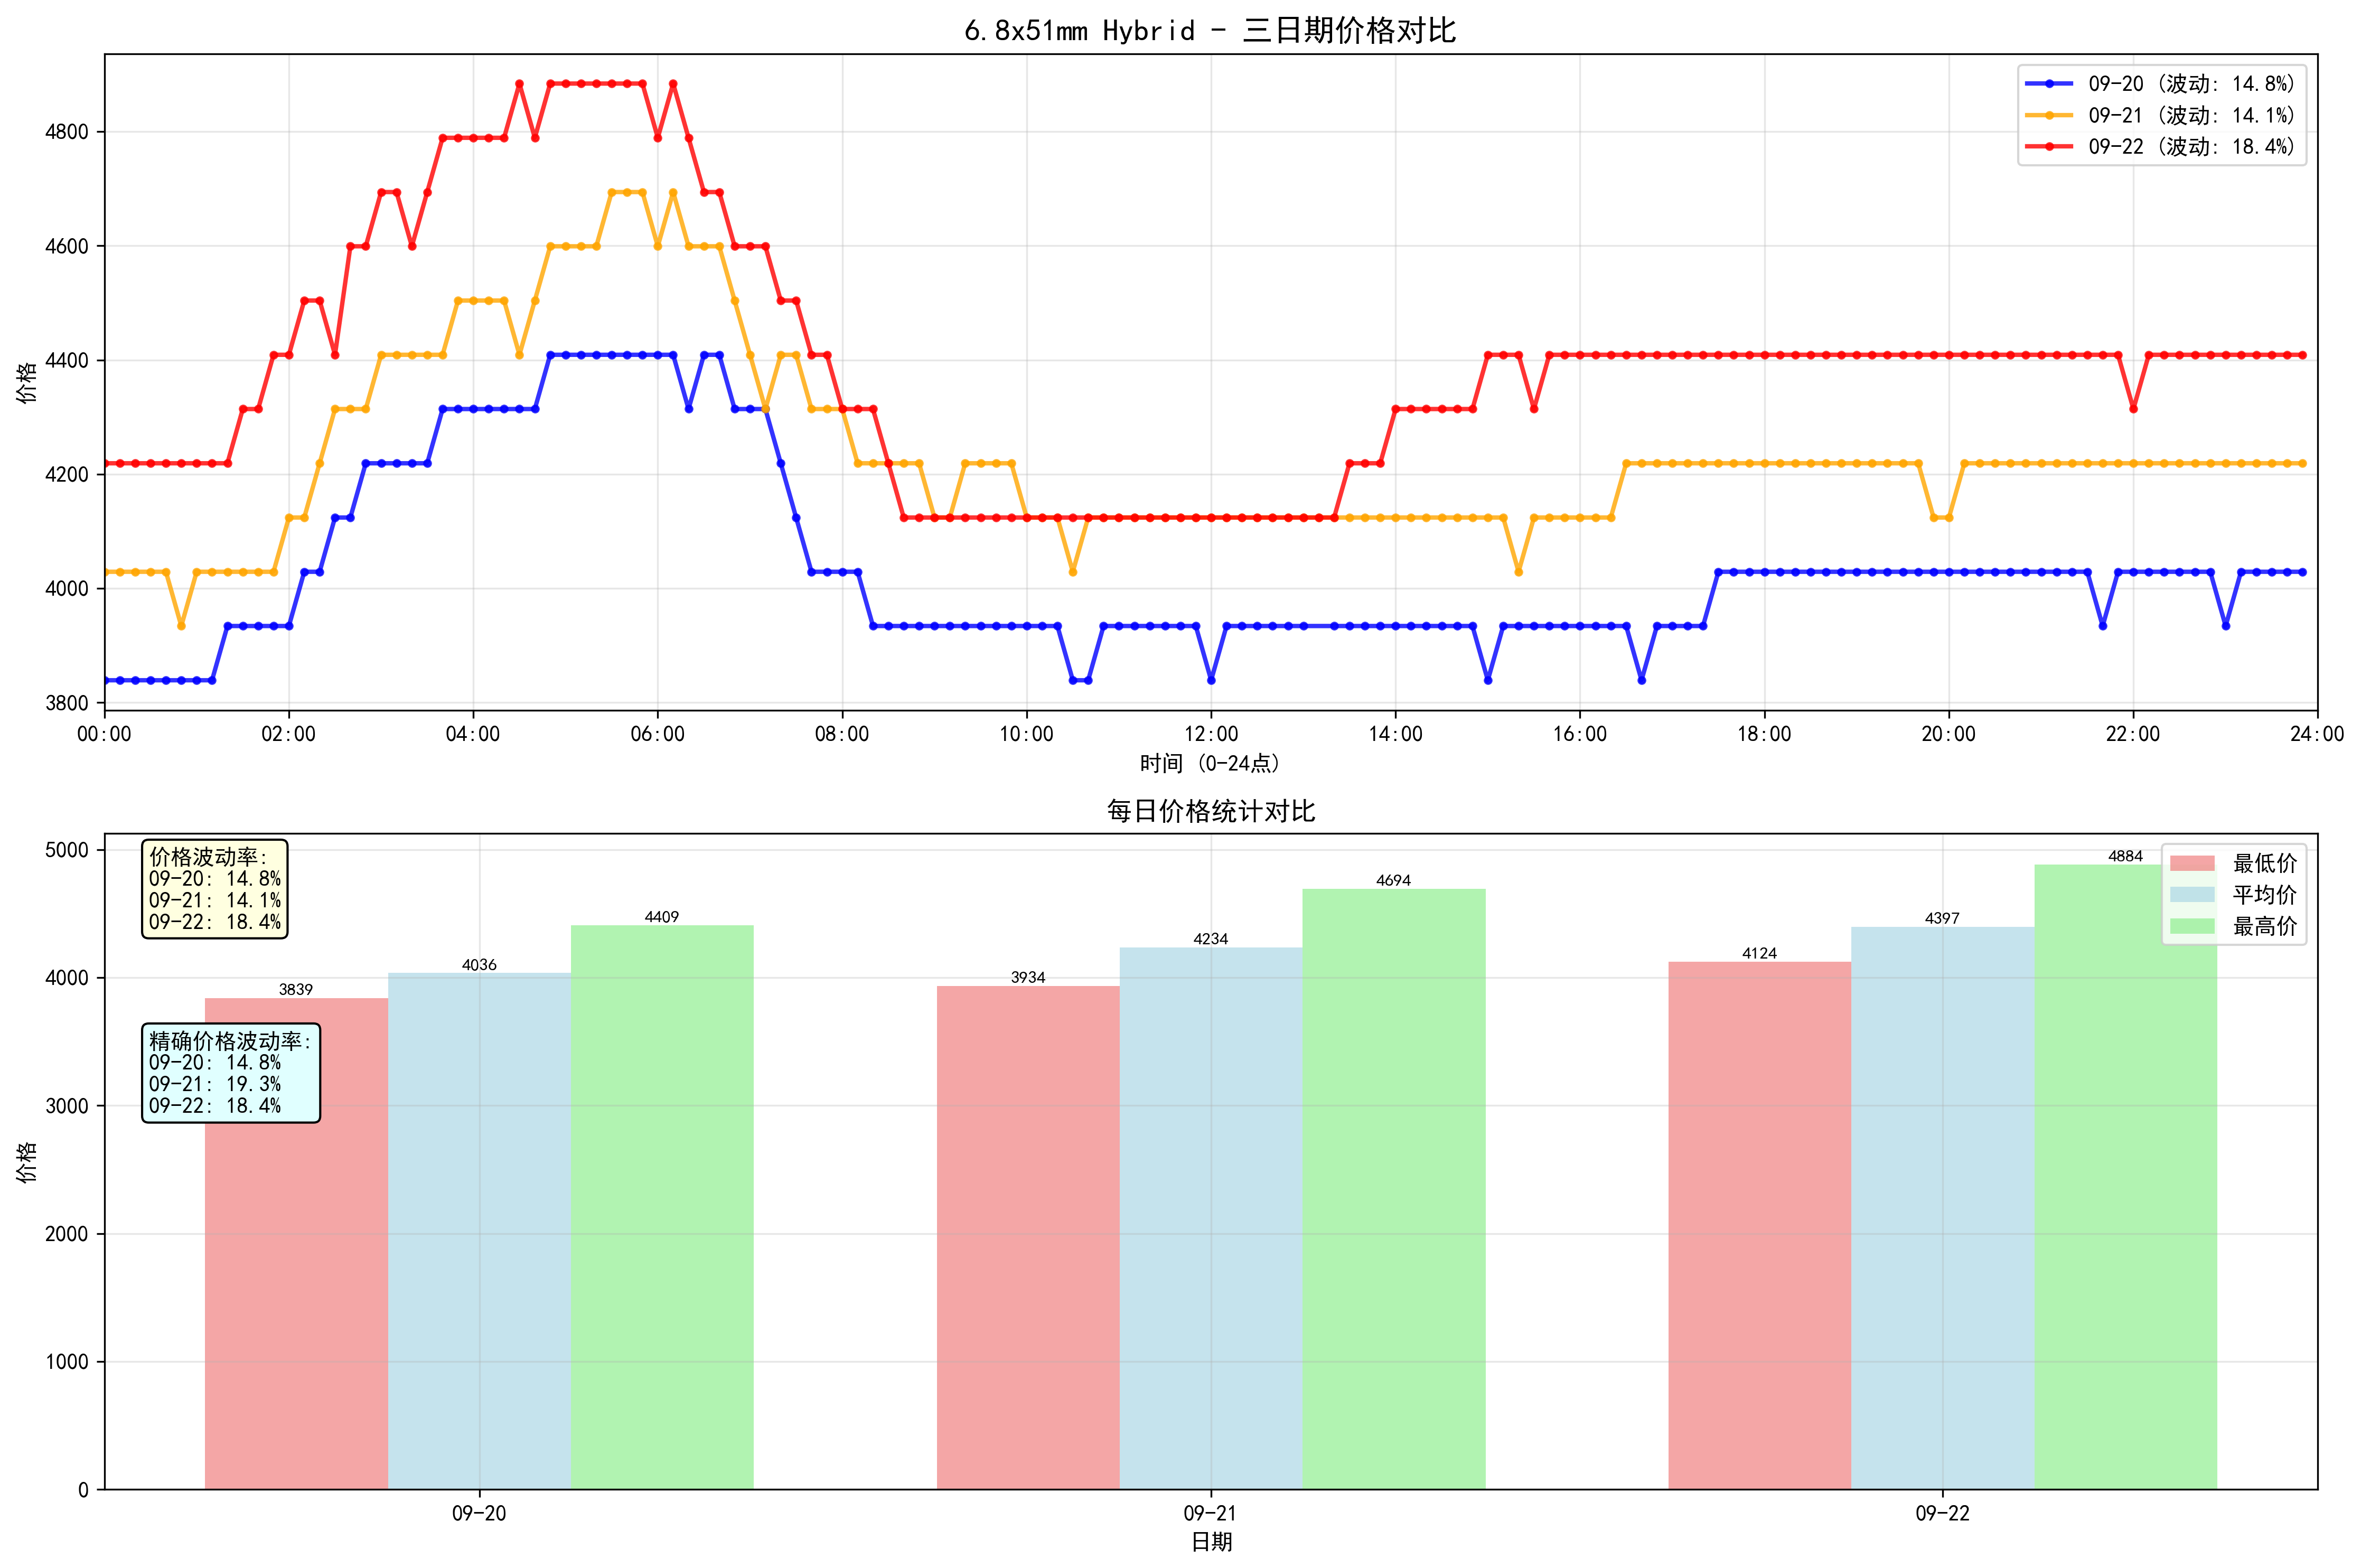 6.8x51mm Hybrid - 三日期价格对比
09-20 (波动: 14.8%)
09-21 (波动: 14.1%)
09-22 (波动: 18.4%)
价格
4800
4600
4400
4200
4000
3800
00:00 02:00 04:00 06:00 08:00 10:00 12:00 14:00 16:00 18:00 20:00 22:00 24:00
时间 (0-24点)
每日价格统计对比
价格波动率:
09-20: 14.8%
09-21: 14.1%
09-22: 18.4%
精确价格波动率:
09-20: 14.8%
09-21: 19.3%
09-22: 18.4%
最低价
平均价
最高价
价格
5000
4000
3000
2000
1000
0
3839 4036 4409 3934 4234 4694 4124 4397 4884
09-20 09-21 09-22
日期